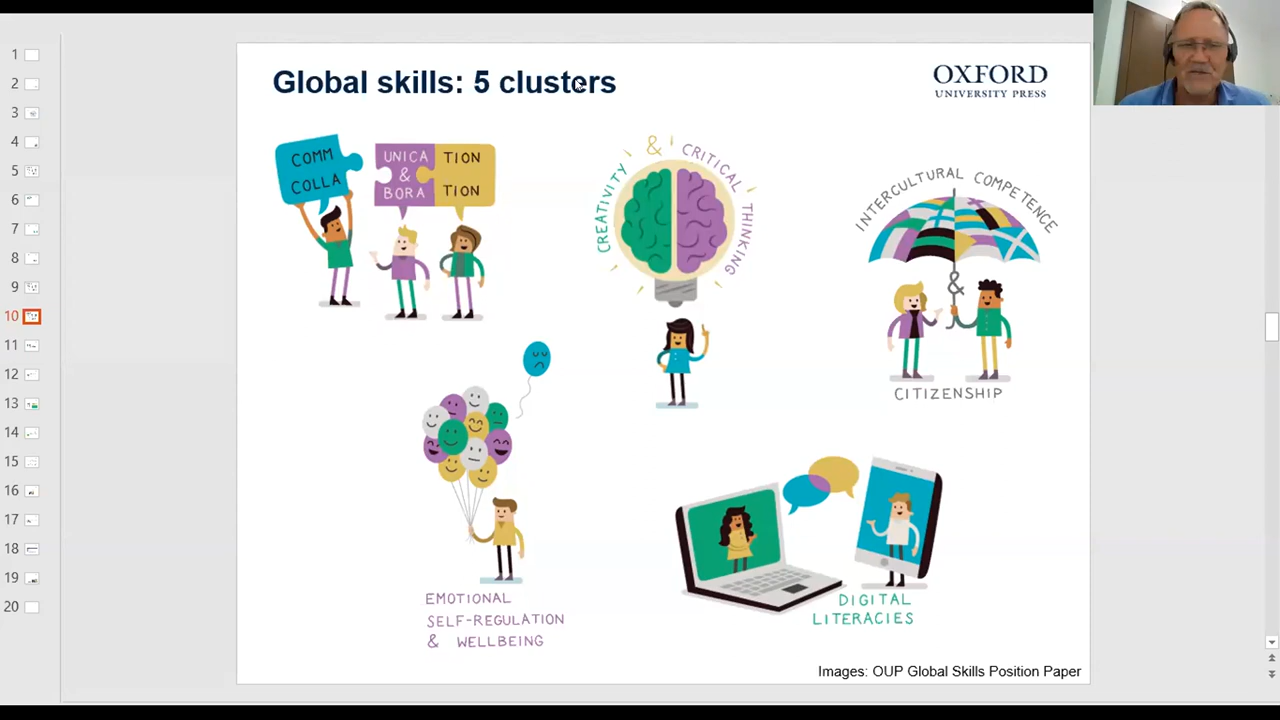 1
2
3
4
5
6
7
8
9
10
11
12
13
14
15
16
17
18
19
20
Global skills: 5 clusters
OXFORD
UNIVERSITY PRESS
COMM UNICA TION
&
COLLA BORA TION
CREATIVITY & CRITICAL THINKING
INTERCULTURAL COMPETENCE
&
CITIZENSHIP
EMOTIONAL
SELF-REGULATION
& WELLBEING
DIGITAL
LITERACIES
Images: OUP Global Skills Position Paper